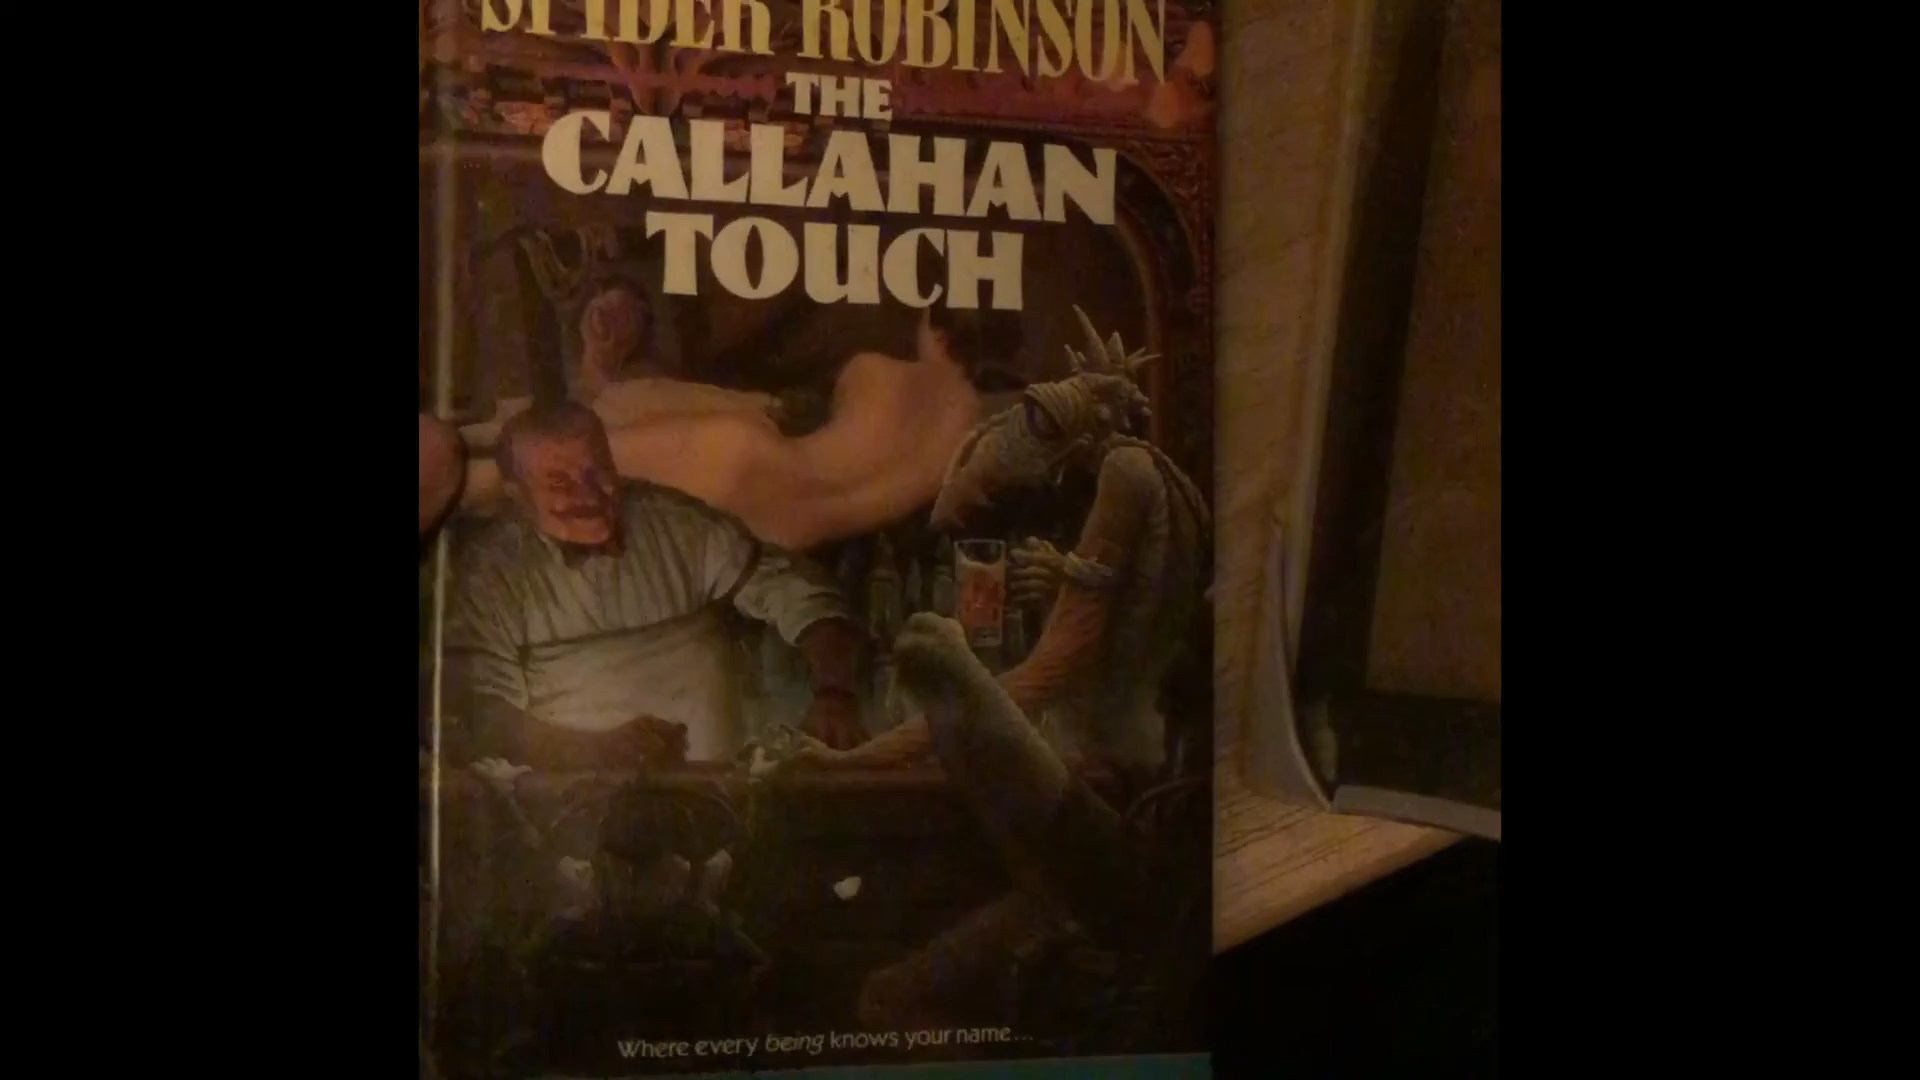 SPIDER ROBINSON
THE
CALLAHAN
TOUCH
Where every being knows your name...